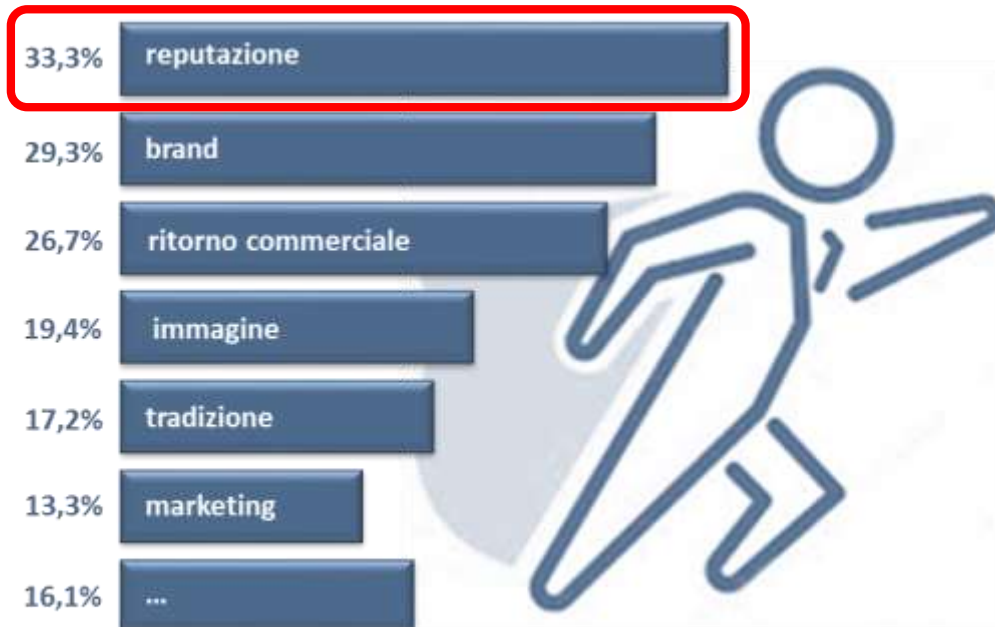 33,3% reputazione
29,3% brand
26,7% ritorno commerciale
19,4% immagine
17,2% tradizione
13,3% marketing
16,1% ...